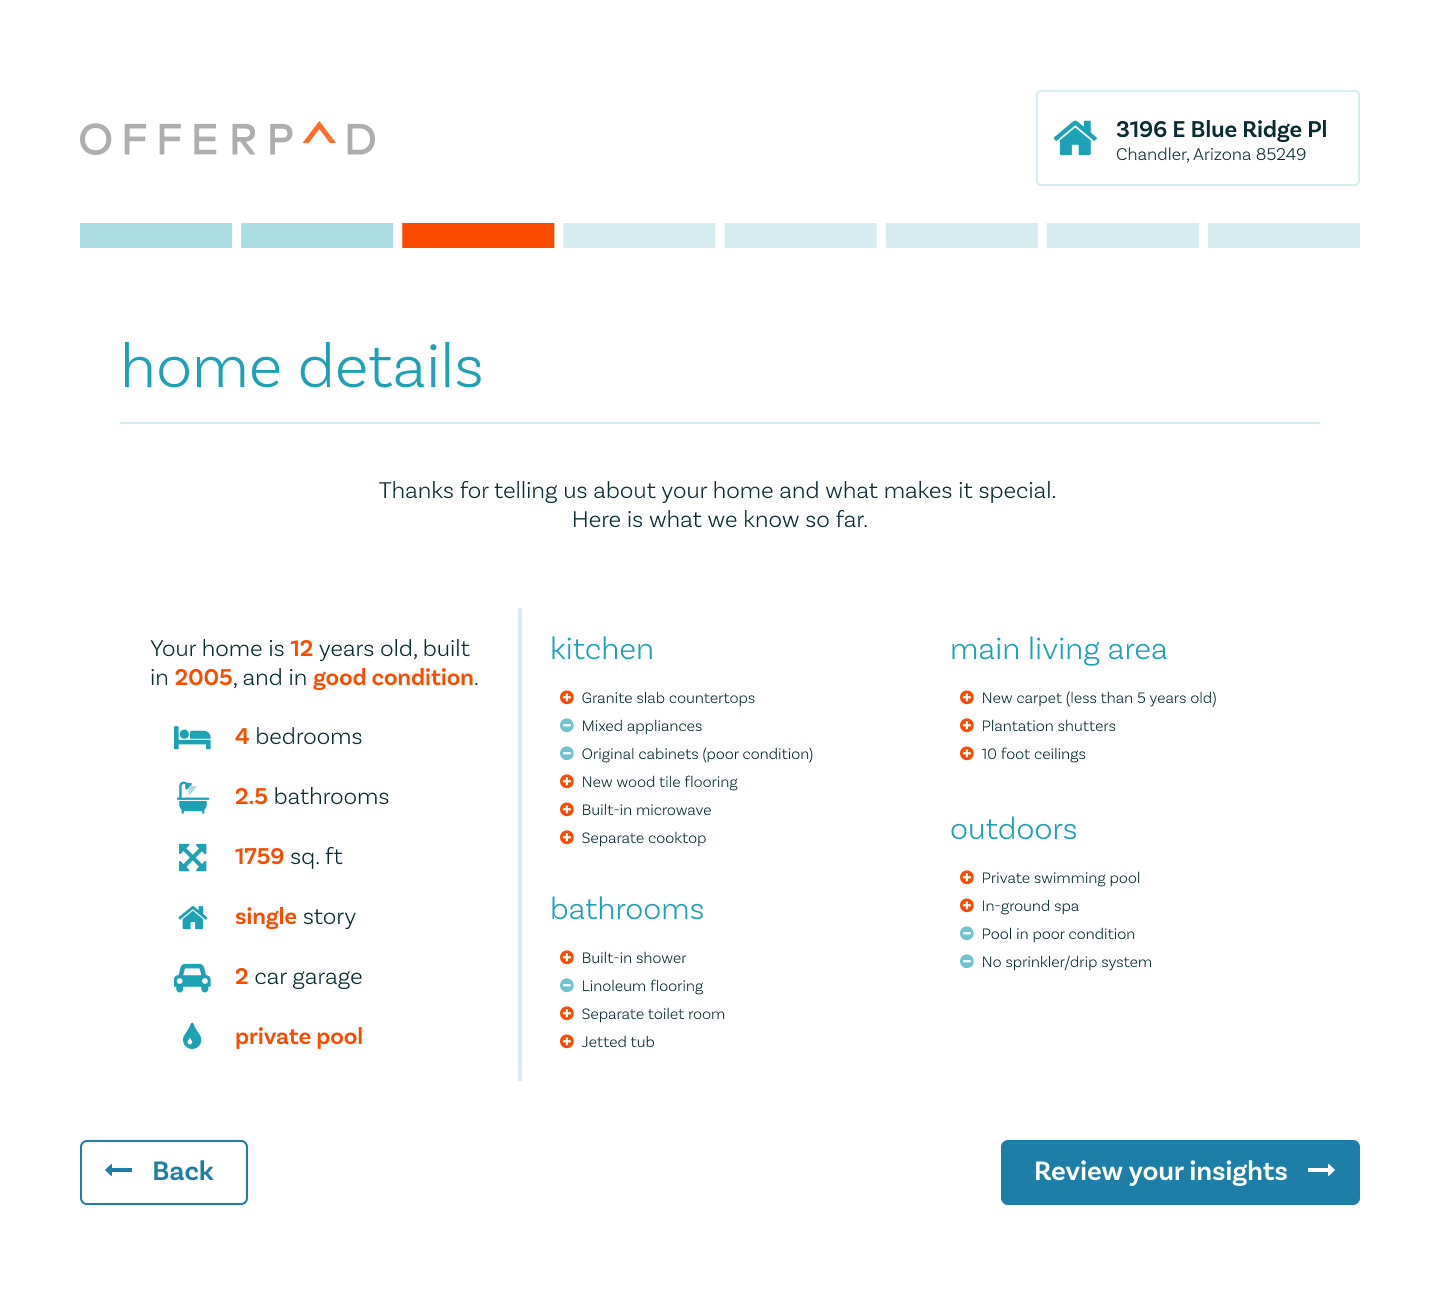 OFFERPAD
3196 E Blue Ridge Pl
Chandler, Arizona 85249
home details
Thanks for telling us about your home and what makes it special.
Here is what we know so far.
Your home is 12 years old, built
in 2005, and in good condition.
4 bedrooms
2.5 bathrooms
1759 sq. ft
single story
2 car garage
private pool
kitchen
Granite slab countertops
Mixed appliances
Original cabinets (poor condition)
New wood tile flooring
Built-in microwave
Separate cooktop
bathrooms
Built-in shower
Linoleum flooring
Separate toilet room
Jetted tub
main living area
New carpet (less than 5 years old)
Plantation shutters
10 foot ceilings
outdoors
Private swimming pool
In-ground spa
Pool in poor condition
No sprinkler/drip system
Back
Review your insights